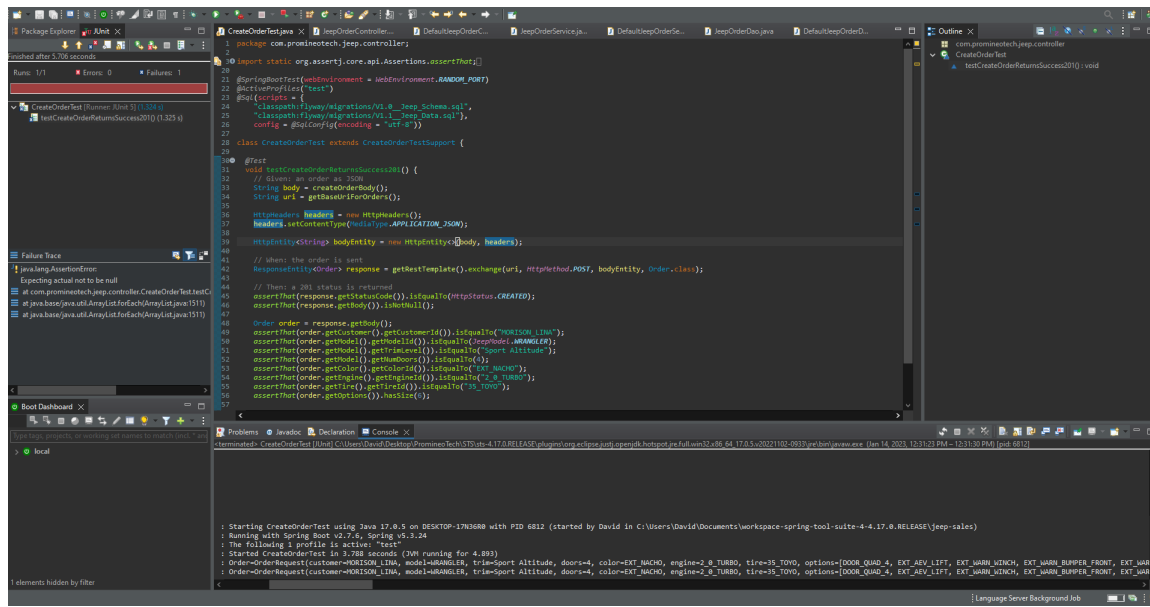 Package Explorer
JUnit
Finished after 5.706 seconds
Runs: 1/1
Errors: 0
Failures: 1
CreateOrderTest [Runner: JUnit 5] (1.324 s)
testCreateOrderReturnsSuccess201() (1.325 s)
Failure Trace
java.lang.AssertionError:
Expecting actual not to be null
at com.promineotech.jeep.controller.CreateOrderTest.testC
at java.base/java.util.ArrayList.forEach(ArrayList.java:1511)
at java.base/java.util.ArrayList.forEach(ArrayList.java:1511)
Boot Dashboard
Type tags, projects, or working set names to match (incl. * and
local
1 elements hidden by filter
CreateOrderTest.java
JeepOrderController....
DefaultJeepOrderC...
JeepOrderService.ja...
DefaultJeepOrderSe...
JeepOrderDao.java
DefaultJeepOrderD...
1 package com.promineotech.jeep.controller;
2
3 import static org.assertj.core.api.Assertions.assertThat;
20
21 @SpringBootTest(webEnvironment = WebEnvironment.RANDOM_PORT)
22 @ActiveProfiles("test")
23 @Sql(scripts = {
24 "classpath:flyway/migrations/V1.0__Jeep_Schema.sql",
25 "classpath:flyway/migrations/V1.1__Jeep_Data.sql"},
26 config = @SqlConfig(encoding = "utf-8"))
27
28 class CreateOrderTest extends CreateOrderTestSupport {
29
30 @Test
31 void testCreateOrderReturnsSuccess201() {
32 // Given: an order as JSON
33 String body = createOrderBody();
34 String uri = getBaseUriForOrders();
35
36 HttpHeaders headers = new HttpHeaders();
37 headers.setContentType(MediaType.APPLICATION_JSON);
38
39 HttpEntity<String> bodyEntity = new HttpEntity<>(body, headers);
40
41 // When: the order is sent
42 ResponseEntity<Order> response = getRestTemplate().exchange(uri, HttpMethod.POST, bodyEntity, Order.class);
43
44 // Then: a 201 status is returned
45 assertThat(response.getStatusCode()).isEqualTo(HttpStatus.CREATED);
46 assertThat(response.getBody()).isNotNull();
47
48 Order order = response.getBody();
49 assertThat(order.getCustomer().getCustomerId()).isEqualTo("MORISON_LINA");
50 assertThat(order.getModel().getModelId()).isEqualTo(JeepModel.WRANGLER);
51 assertThat(order.getModel().getTrimLevel()).isEqualTo("Sport Altitude");
52 assertThat(order.getModel().getNumDoors()).isEqualTo(4);
53 assertThat(order.getColor().getColorId()).isEqualTo("EXT_NACHO");
54 assertThat(order.getEngine().getEngineId()).isEqualTo("2_0_TURBO");
55 assertThat(order.getTire().getTireId()).isEqualTo("35_TOYO");
56 assertThat(order.getOptions()).hasSize(6);
57
Problems
Javadoc
Declaration
Console
<terminated> CreateOrderTest [JUnit] C:\Users\David\Desktop\PromineoTech\STS\sts-4.17.0.RELEASE\plugins\org.eclipse.justj.openjdk.hotspot.jre.full.win32.x86_64_17.0.5.v20221102-0933\jre\bin\javaw.exe (Jan 14, 2023, 12:31:23 PM – 12:31:30 PM) [pid: 6812]
: Starting CreateOrderTest using Java 17.0.5 on DESKTOP-17N36R0 with PID 6812 (started by David in C:\Users\David\Documents\workspace-spring-tool-suite-4-4.17.0.RELEASE\jeep-sales)
: Running with Spring Boot v2.7.6, Spring v5.3.24
: The following 1 profile is active: "test"
: Started CreateOrderTest in 3.788 seconds (JVM running for 4.893)
: Order=OrderRequest(customer=MORISON_LINA, model=WRANGLER, trim=Sport Altitude, doors=4, color=EXT_NACHO, engine=2_0_TURBO, tire=35_TOYO, options=[DOOR_QUAD_4, EXT_AEV_LIFT, EXT_WARN_WINCH, EXT_WARN_BUMPER_FRONT, EXT_WAR
: Order=OrderRequest(customer=MORISON_LINA, model=WRANGLER, trim=Sport Altitude, doors=4, color=EXT_NACHO, engine=2_0_TURBO, tire=35_TOYO, options=[DOOR_QUAD_4, EXT_AEV_LIFT, EXT_WARN_WINCH, EXT_WARN_BUMPER_FRONT, EXT_WAR
Outline
com.promineotech.jeep.controller
CreateOrderTest
testCreateOrderReturnsSuccess201() : void
Language Server Background Job